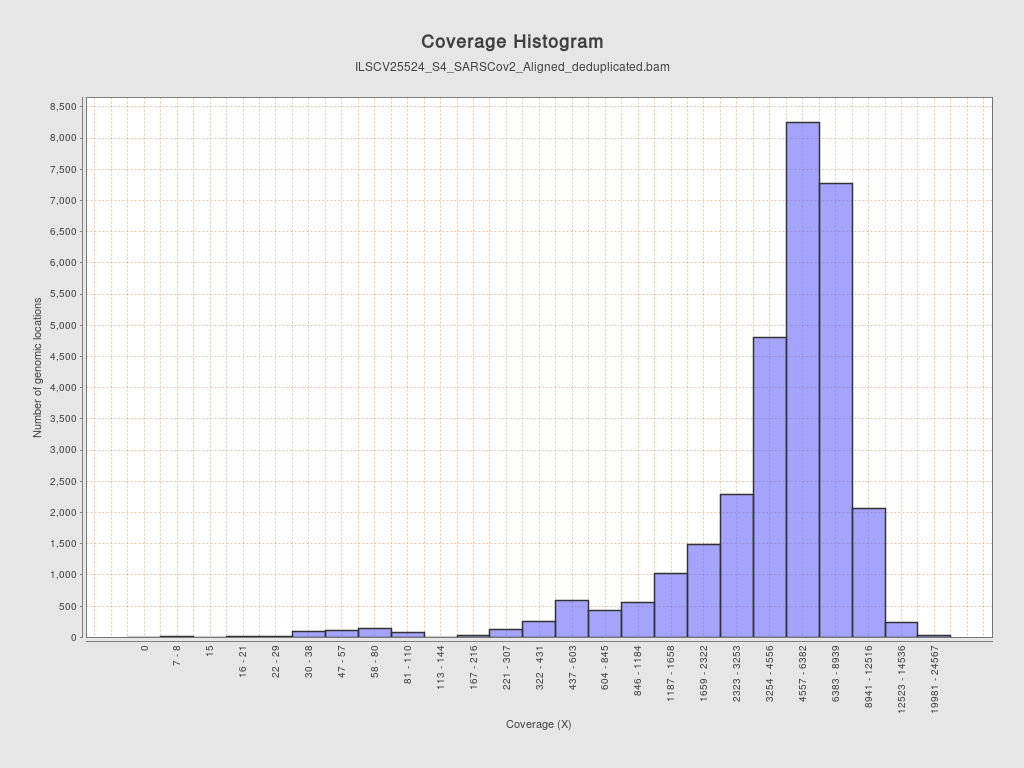 Coverage Histogram
ILSCV25524_S4_SARSCov2_Aligned_deduplicated.bam
Number of genomic locations
8,500
8,000
7,500
7,000
6,500
6,000
5,500
5,000
4,500
4,000
3,500
3,000
2,500
2,000
1,500
1,000
500
0
0
7 - 8
15
16 - 21
22 - 29
30 - 38
47 - 57
58 - 80
81 - 110
113 - 144
167 - 216
221 - 307
322 - 431
437 - 603
604 - 845
846 - 1184
1187 - 1658
1659 - 2322
2323 - 3253
3254 - 4556
4557 - 6382
6383 - 8939
8941 - 12516
12523 - 14536
19981 - 24567
Coverage (X)